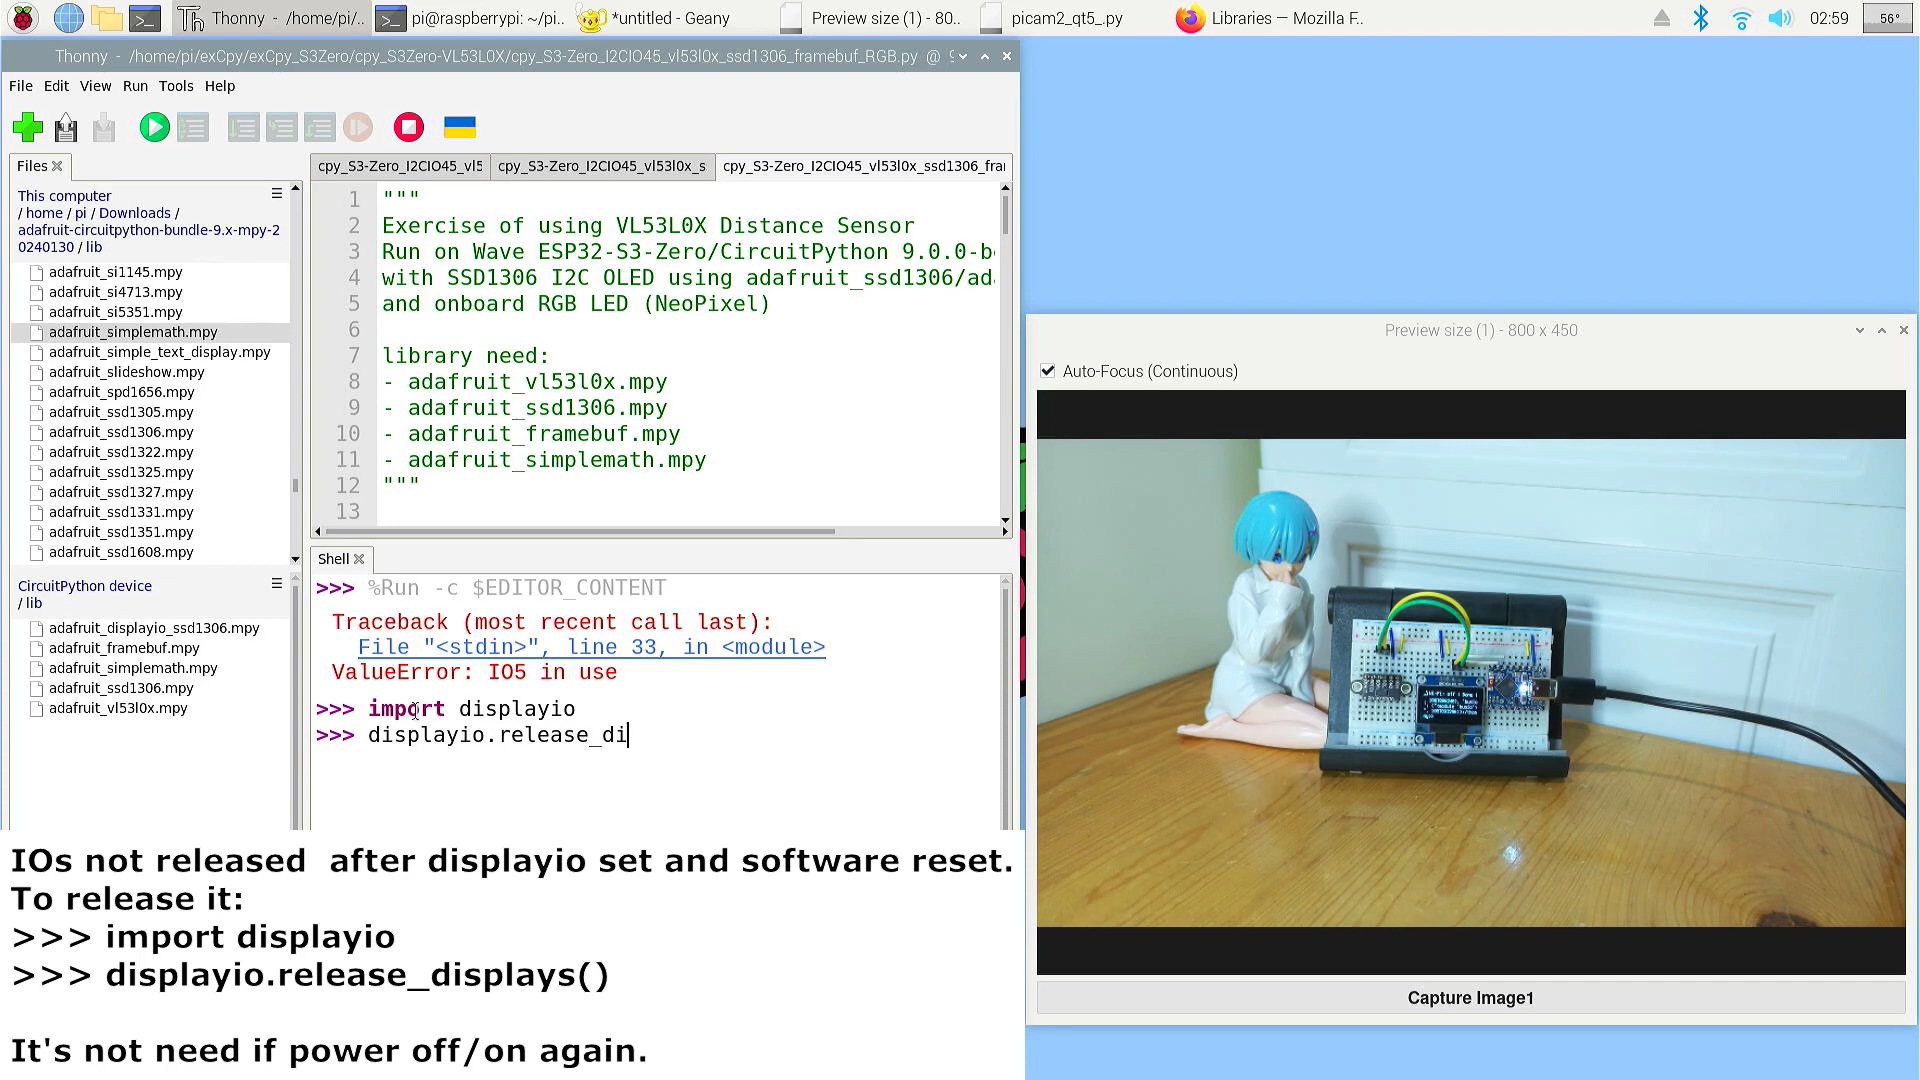 Thonny - /home/pi/..
pi@raspberrypi: ~/pi..
*untitled - Geany
Preview size (1) - 80..
picam2_qt5_.py
Libraries — Mozilla F..
02:59
56°
Thonny - /home/pi/exCpy/exCpy_S3Zero/cpy_S3Zero-VL53L0X/cpy_S3-Zero_I2CIO45_vl53l0x_ssd1306_framebuf_RGB.py @
File Edit View Run Tools Help
Files
This computer
/ home / pi / Downloads /
adafruit-circuitpython-bundle-9.x-mpy-2
0240130 / lib
adafruit_si1145.mpy
adafruit_si4713.mpy
adafruit_si5351.mpy
adafruit_simplemath.mpy
adafruit_simple_text_display.mpy
adafruit_slideshow.mpy
adafruit_spd1656.mpy
adafruit_ssd1305.mpy
adafruit_ssd1306.mpy
adafruit_ssd1322.mpy
adafruit_ssd1325.mpy
adafruit_ssd1327.mpy
adafruit_ssd1331.mpy
adafruit_ssd1351.mpy
adafruit_ssd1608.mpy
CircuitPython device
/ lib
adafruit_displayio_ssd1306.mpy
adafruit_framebuf.mpy
adafruit_simplemath.mpy
adafruit_ssd1306.mpy
adafruit_vl53l0x.mpy
cpy_S3-Zero_I2CIO45_vl5
cpy_S3-Zero_I2CIO45_vl53l0x_s
cpy_S3-Zero_I2CIO45_vl53l0x_ssd1306_fra
1 """
2 Exercise of using VL53L0X Distance Sensor
3 Run on Wave ESP32-S3-Zero/CircuitPython 9.0.0-b
4 with SSD1306 I2C OLED using adafruit_ssd1306/ad
5 and onboard RGB LED (NeoPixel)
6
7 library need:
8 - adafruit_vl53l0x.mpy
9 - adafruit_ssd1306.mpy
10 - adafruit_framebuf.mpy
11 - adafruit_simplemath.mpy
12 """
13
Shell
>>> %Run -c $EDITOR_CONTENT
Traceback (most recent call last):
File "<stdin>", line 33, in <module>
ValueError: IO5 in use
>>> import displayio
>>> displayio.release_di
Preview size (1) - 800 x 450
Auto-Focus (Continuous)
Capture Image1
IOs not released after displayio set and software reset.
To release it:
>>> import displayio
>>> displayio.release_displays()
It's not need if power off/on again.